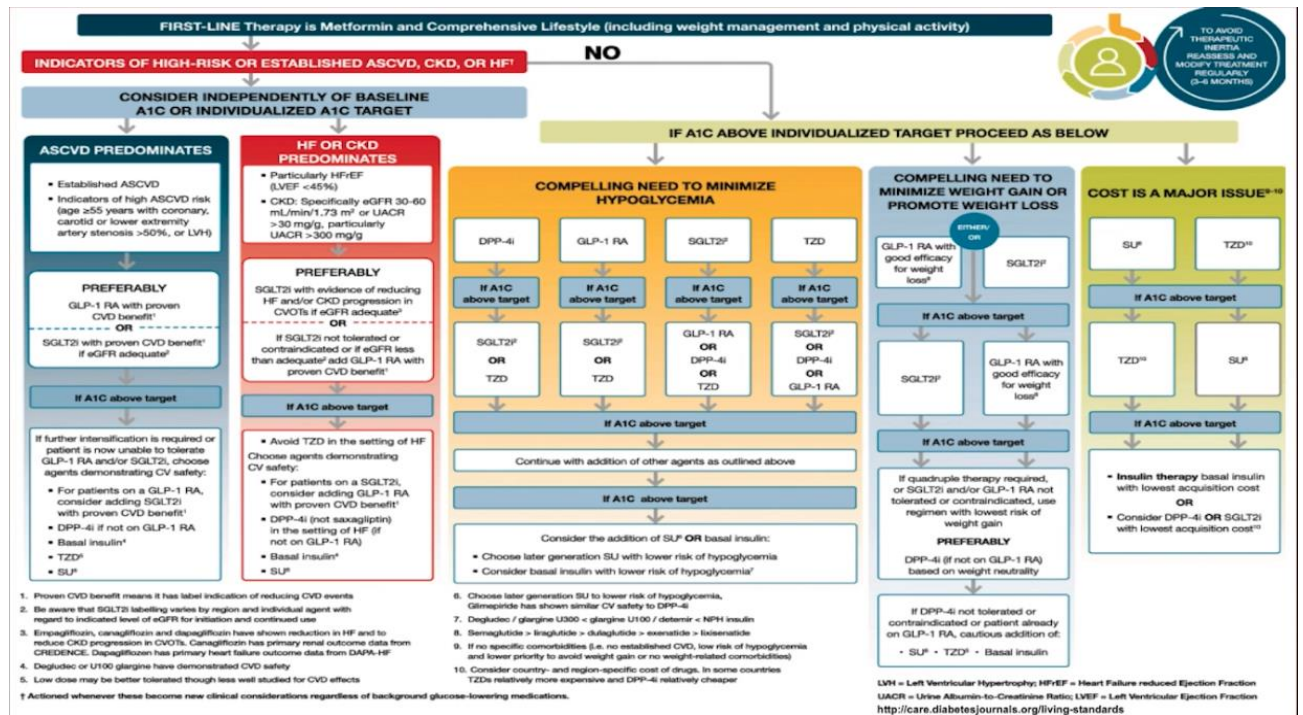 FIRST-LINE Therapy is Metformin and Comprehensive Lifestyle (including weight management and physical activity)
TO AVOID
THERAPEUTIC
INERTIA
REASSESS AND
MODIFY TREATMENT
REGULARLY
(3–6 MONTHS)
INDICATORS OF HIGH-RISK OR ESTABLISHED ASCVD, CKD, OR HF†
NO
CONSIDER INDEPENDENTLY OF BASELINE
A1C OR INDIVIDUALIZED A1C TARGET
IF A1C ABOVE INDIVIDUALIZED TARGET PROCEED AS BELOW
ASCVD PREDOMINATES
• Established ASCVD
• Indicators of high ASCVD risk
(age ≥55 years with coronary,
carotid or lower extremity
artery stenosis >50%, or LVH)
PREFERABLY
GLP-1 RA with proven
CVD benefit¹
OR
SGLT2i with proven CVD benefit¹
if eGFR adequate²
If A1C above target
If further intensification is required or
patient is now unable to tolerate
GLP-1 RA and/or SGLT2i, choose
agents demonstrating CV safety:
• For patients on a GLP-1 RA,
consider adding SGLT2i
with proven CVD benefit¹
• DPP-4i if not on GLP-1 RA
• Basal insulin⁴
• TZD⁵
• SU⁶
HF OR CKD
PREDOMINATES
• Particularly HFrEF
(LVEF <45%)
• CKD: Specifically eGFR 30-60
mL/min/1.73 m² or UACR
>30 mg/g, particularly
UACR >300 mg/g
PREFERABLY
SGLT2i with evidence of reducing
HF and/or CKD progression in
CVOTs if eGFR adequate³
OR
If SGLT2i not tolerated or
contraindicated or if eGFR less
than adequate² add GLP-1 RA with
proven CVD benefit¹
If A1C above target
• Avoid TZD in the setting of HF
Choose agents demonstrating
CV safety:
• For patients on a SGLT2i,
consider adding GLP-1 RA
with proven CVD benefit¹
• DPP-4i (not saxagliptin)
in the setting of HF (if
not on GLP-1 RA)
• Basal insulin⁴
• SU⁶
COMPELLING NEED TO MINIMIZE
HYPOGLYCEMIA
DPP-4i
GLP-1 RA
SGLT2i²
TZD
If A1C
above target
If A1C
above target
If A1C
above target
If A1C
above target
SGLT2i²
OR
TZD
SGLT2i²
OR
TZD
GLP-1 RA
OR
DPP-4i
OR
TZD
SGLT2i²
OR
DPP-4i
OR
GLP-1 RA
If A1C above target
Continue with addition of other agents as outlined above
If A1C above target
Consider the addition of SU⁶ OR basal insulin:
• Choose later generation SU with lower risk of hypoglycemia
• Consider basal insulin with lower risk of hypoglycemia⁷
COMPELLING NEED TO
MINIMIZE WEIGHT GAIN OR
PROMOTE WEIGHT LOSS
EITHER/
OR
GLP-1 RA with
good efficacy
for weight
loss⁸
SGLT2i²
If A1C above target
SGLT2i²
GLP-1 RA with
good efficacy
for weight
loss⁸
If A1C above target
If quadruple therapy required,
or SGLT2i and/or GLP-1 RA not
tolerated or contraindicated, use
regimen with lowest risk of
weight gain
PREFERABLY
DPP-4i (if not on GLP-1 RA)
based on weight neutrality
If DPP-4i not tolerated or
contraindicated or patient already
on GLP-1 RA, cautious addition of:
• SU⁶ • TZD⁵ • Basal insulin
COST IS A MAJOR ISSUE⁹⁻¹⁰
SU⁶
TZD¹⁰
If A1C above target
TZD¹⁰
SU⁶
If A1C above target
• Insulin therapy basal insulin
with lowest acquisition cost
OR
• Consider DPP-4i OR SGLT2i
with lowest acquisition cost¹⁰
1. Proven CVD benefit means it has label indication of reducing CVD events
2. Be aware that SGLT2i labelling varies by region and individual agent with
regard to indicated level of eGFR for initiation and continued use
3. Empagliflozin, canagliflozin and dapagliflozin have shown reduction in HF and to
reduce CKD progression in CVOTs. Canagliflozin has primary renal outcome data from
CREDENCE. Dapagliflozen has primary heart failure outcome data from DAPA-HF
4. Degludec or U100 glargine have demonstrated CVD safety
5. Low dose may be better tolerated though less well studied for CVD effects
6. Choose later generation SU to lower risk of hypoglycemia,
Glimepiride has shown similar CV safety to DPP-4i
7. Degludec / glargine U300 < glargine U100 / detemir < NPH insulin
8. Semaglutide > liraglutide > dulaglutide > exenatide > lixisenatide
9. If no specific comorbidities (i.e. no established CVD, low risk of hypoglycemia
and lower priority to avoid weight gain or no weight-related comorbidities)
10. Consider country- and region-specific cost of drugs. In some countries
TZDs relatively more expensive and DPP-4i relatively cheaper
† Actioned whenever these become new clinical considerations regardless of background glucose-lowering medications.
LVH = Left Ventricular Hypertrophy; HFrEF = Heart Failure reduced Ejection Fraction
UACR = Urine Albumin-to-Creatinine Ratio; LVEF = Left Ventricular Ejection Fraction
http://care.diabetesjournals.org/living-standards